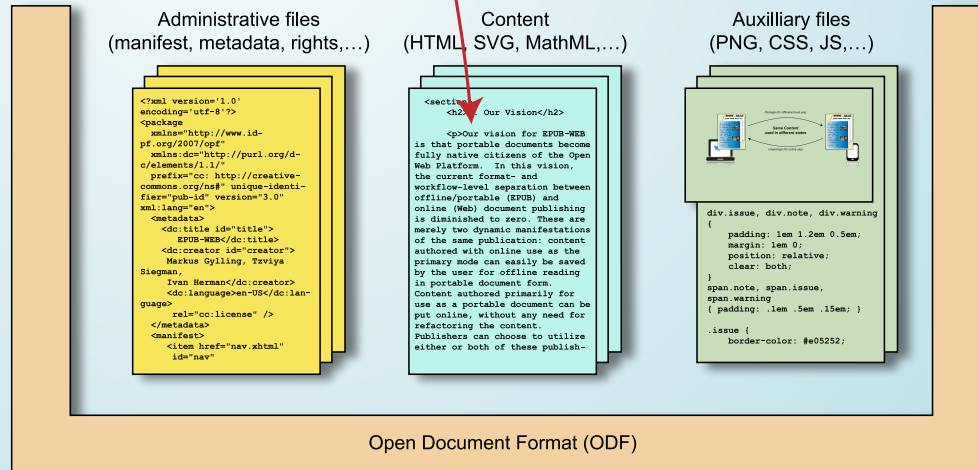 Administrative files
(manifest, metadata, rights,…)
<?xml version='1.0'
encoding='utf-8'?>
<package
xmlns="http://www.id-
pf.org/2007/opf"
xmlns:dc="http://purl.org/d-
c/elements/1.1/"
prefix="cc: http://creative-
commons.org/ns#" unique-identi-
fier="pub-id" version="3.0"
xml:lang="en">
<metadata>
<dc:title id="title">
EPUB-WEB</dc:title>
<dc:creator id="creator">
Markus Gylling, Tzviya
Siegman,
Ivan Herman</dc:creator>
<dc:language>en-US</dc:lan-
guage>
rel="cc:license" />
</metadata>
<manifest>
<item href="nav.xhtml"
id="nav"
Content
(HTML, SVG, MathML,…)
<section
<h2> Our Vision</h2>
<p>Our vision for EPUB-WEB
is that portable documents become
fully native citizens of the Open
Web Platform. In this vision,
the current format- and
workflow-level separation between
offline/portable (EPUB) and
online (Web) document publishing
is diminished to zero. These are
merely two dynamic manifestations
of the same publication: content
authored with online use as the
primary mode can easily be saved
by the user for offline reading
in portable document form.
Content authored primarily for
use as a portable document can be
put online, without any need for
refactoring the content.
Publishers can choose to utilize
either or both of these publish-
Auxilliary files
(PNG, CSS, JS,…)
Same Content
used in different states
div.issue, div.note, div.warning
{
padding: 1em 1.2em 0.5em;
margin: 1em 0;
position: relative;
clear: both;
}
span.note, span.issue,
span.warning
{ padding: .1em .5em .15em; }
.issue {
border-color: #e05252;
Open Document Format (ODF)